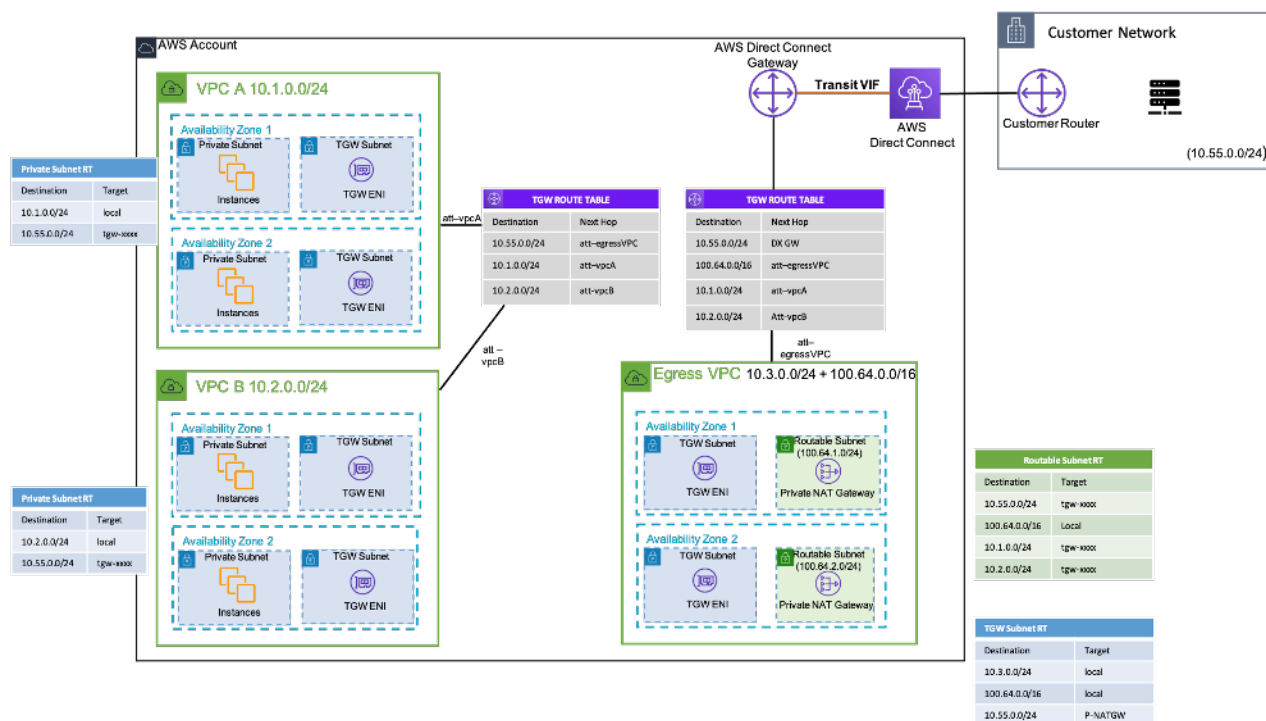 AWS Account
VPC A 10.1.0.0/24
Availability Zone 1
Private Subnet
Instances
TGW Subnet
TGW ENI
Availability Zone 2
Private Subnet
Instances
TGW Subnet
TGW ENI
Private Subnet RT
Destination Target
10.1.0.0/24 local
10.55.0.0/24 tgw-xxxx
att–vpcA
VPC B 10.2.0.0/24
Availability Zone 1
Private Subnet
Instances
TGW Subnet
TGW ENI
Availability Zone 2
Private Subnet
Instances
TGW Subnet
TGW ENI
Private Subnet RT
Destination Target
10.2.0.0/24 local
10.55.0.0/24 tgw-xxxx
att –
vpcB
TGW ROUTE TABLE
Destination Next Hop
10.55.0.0/24 att–egressVPC
10.1.0.0/24 att–vpcA
10.2.0.0/24 att-vpcB
AWS Direct Connect
Gateway
Transit VIF
AWS
Direct Connect
Customer Network
Customer Router
(10.55.0.0/24)
TGW ROUTE TABLE
Destination Next Hop
10.55.0.0/24 DX GW
100.64.0.0/16 att–egressVPC
10.1.0.0/24 att–vpcA
10.2.0.0/24 Att-vpcB
att–
egressVPC
Egress VPC 10.3.0.0/24 + 100.64.0.0/16
Availability Zone 1
TGW Subnet
TGW ENI
Routable Subnet
(100.64.1.0/24)
Private NAT Gateway
Availability Zone 2
TGW Subnet
TGW ENI
Routable Subnet
(100.64.2.0/24)
Private NAT Gateway
Routable Subnet RT
Destination Target
10.55.0.0/24 tgw-xxxx
100.64.0.0/16 Local
10.1.0.0/24 tgw-xxxx
10.2.0.0/24 tgw-xxxx
TGW Subnet RT
Destination Target
10.3.0.0/24 local
100.64.0.0/16 local
10.55.0.0/24 P-NATGW